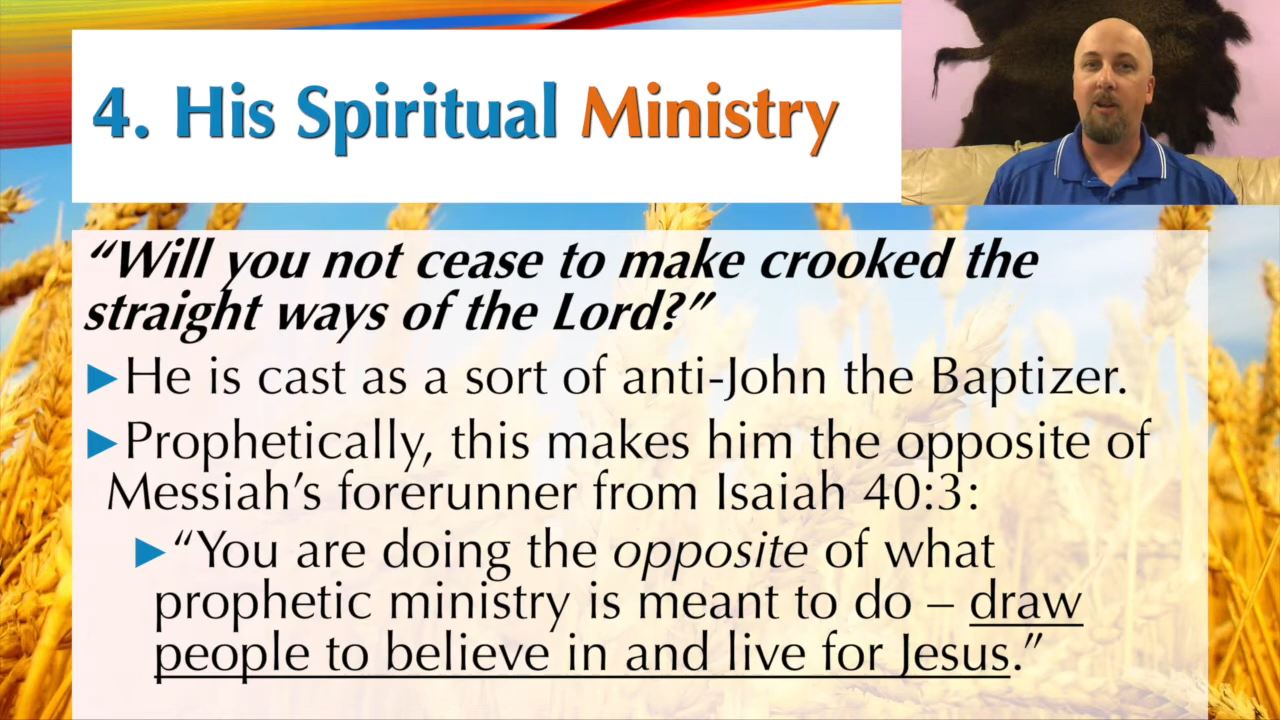 4. His Spiritual Ministry
“Will you not cease to make crooked the
straight ways of the Lord?”
►He is cast as a sort of anti-John the Baptizer.
►Prophetically, this makes him the opposite of
Messiah’s forerunner from Isaiah 40:3:
►“You are doing the opposite of what
prophetic ministry is meant to do – draw
people to believe in and live for Jesus.”